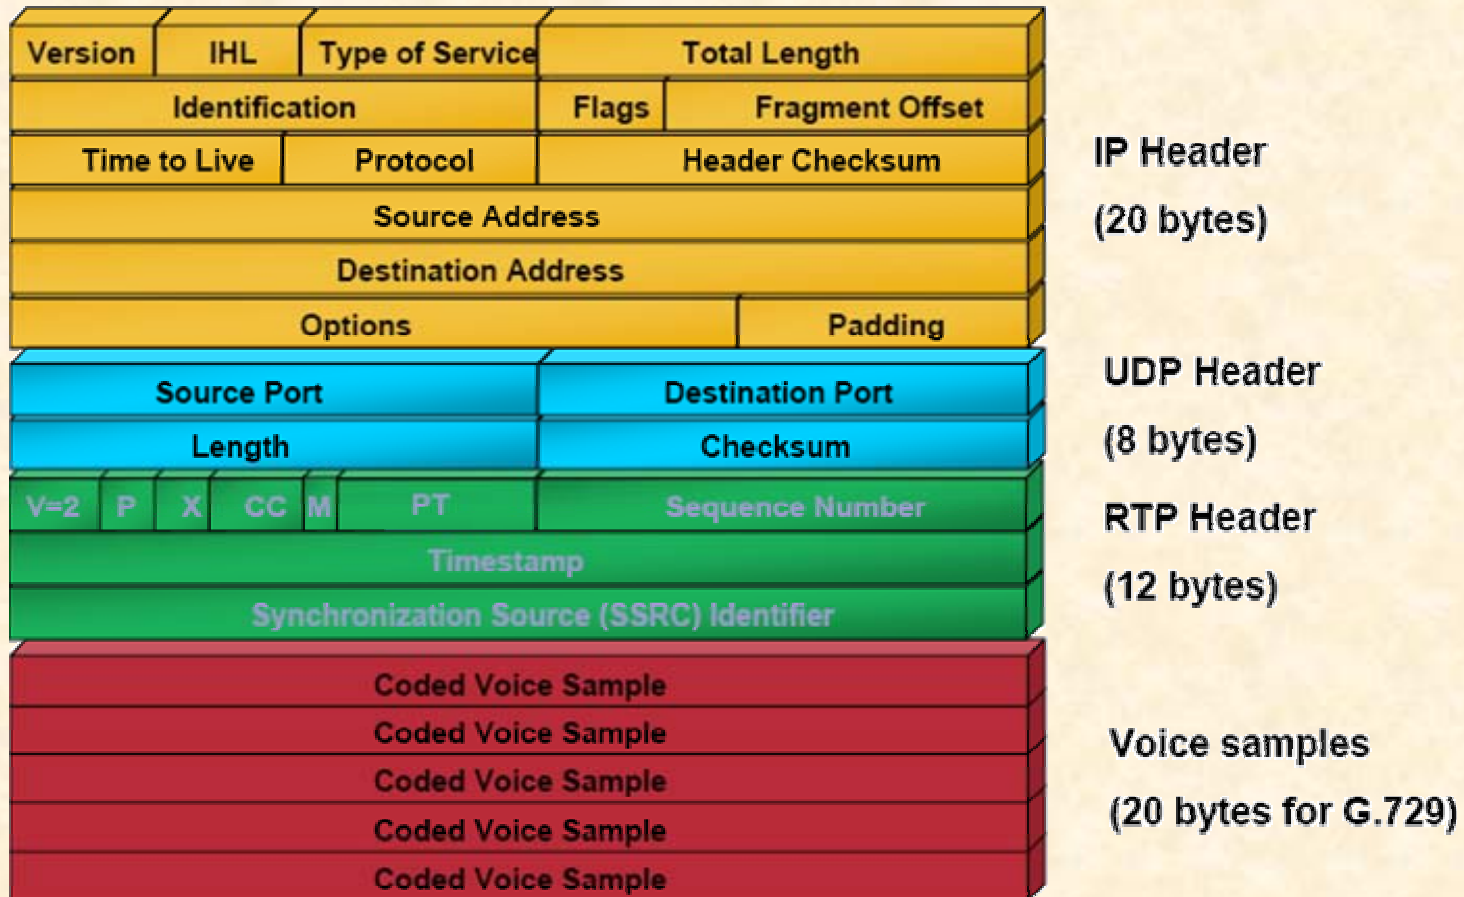 Version IHL Type of Service Total Length
Identification Flags Fragment Offset
Time to Live Protocol Header Checksum
Source Address
Destination Address
Options Padding
IP Header
(20 bytes)
Source Port Destination Port
Length Checksum
UDP Header
(8 bytes)
V=2 P X CC M PT Sequence Number
Timestamp
Synchronization Source (SSRC) Identifier
RTP Header
(12 bytes)
Coded Voice Sample
Coded Voice Sample
Coded Voice Sample
Coded Voice Sample
Coded Voice Sample
Voice samples
(20 bytes for G.729)